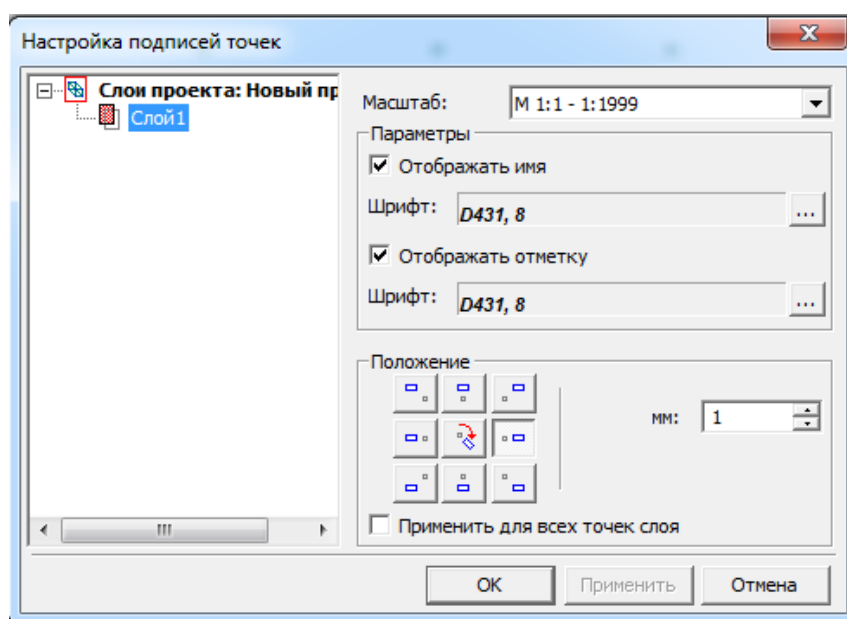 Настройка подписей точек
Слои проекта: Новый пр
Слой1
Масштаб: М 1:1 - 1:1999
Параметры
Отображать имя
Шрифт: D431, 8 ...
Отображать отметку
Шрифт: D431, 8 ...
Положение
мм: 1
Применить для всех точек слоя
OK Применить Отмена